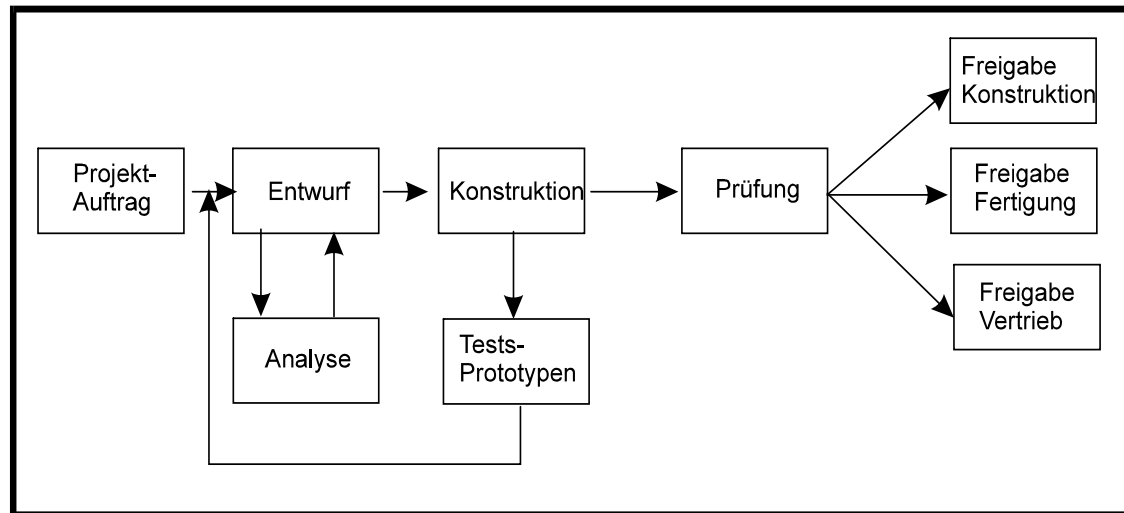 Projekt-
Auftrag
Entwurf
Konstruktion
Prüfung
Freigabe
Konstruktion
Freigabe
Fertigung
Freigabe
Vertrieb
Analyse
Tests-
Prototypen